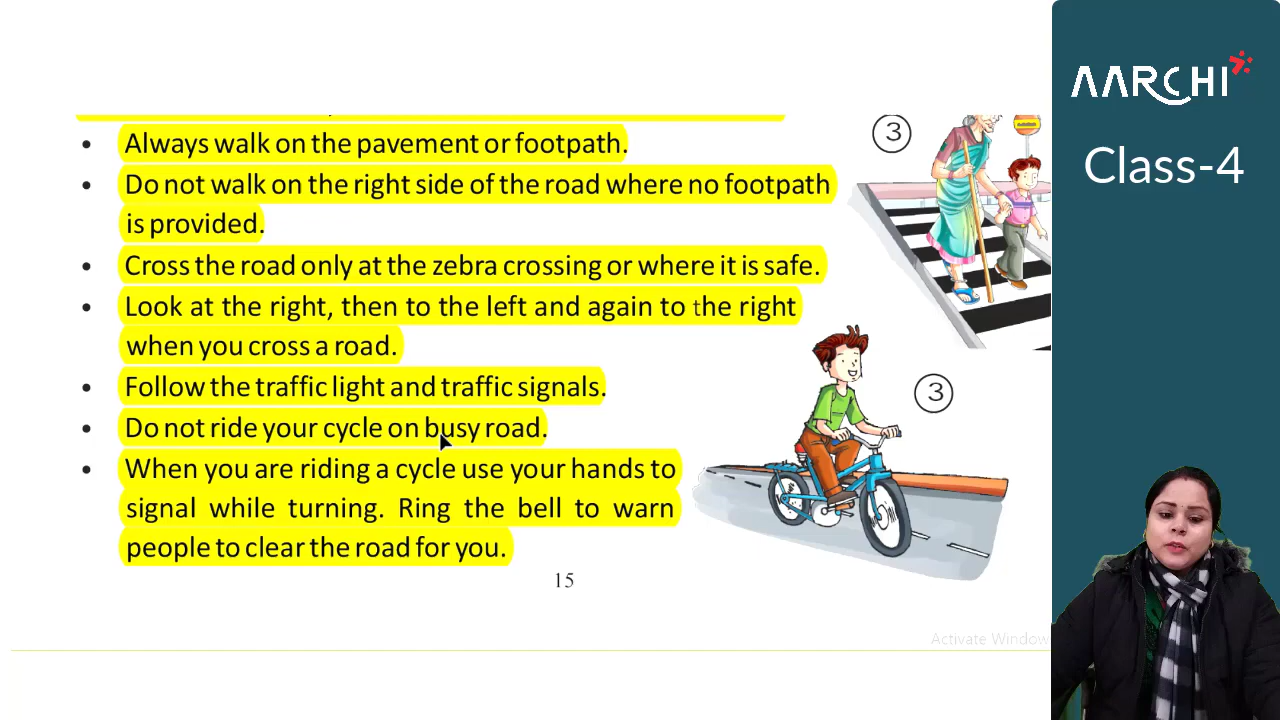 AARCHI
Class-4
3
• Always walk on the pavement or footpath.
• Do not walk on the right side of the road where no footpath
is provided.
• Cross the road only at the zebra crossing or where it is safe.
• Look at the right, then to the left and again to the right
when you cross a road.
3
• Follow the traffic light and traffic signals.
• Do not ride your cycle on busy road.
• When you are riding a cycle use your hands to
signal while turning. Ring the bell to warn
people to clear the road for you.
15
Activate Window